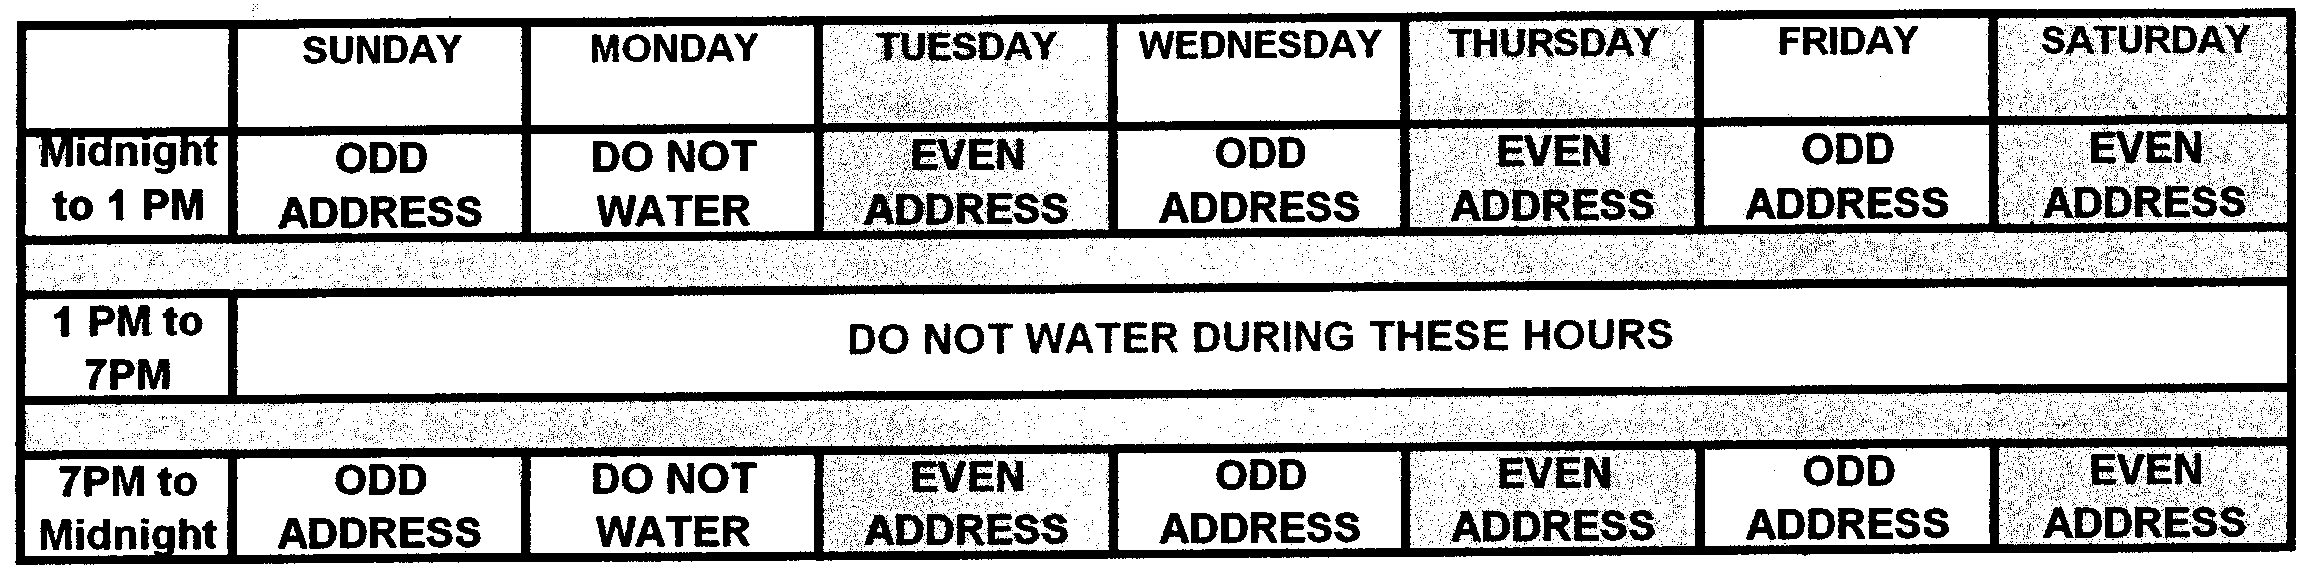 SUNDAY MONDAY TUESDAY WEDNESDAY THURSDAY FRIDAY SATURDAY
Midnight ODD DO NOT EVEN ODD EVEN ODD EVEN
to 1 PM ADDRESS WATER ADDRESS ADDRESS ADDRESS ADDRESS ADDRESS
1 PM to
7PM
DO NOT WATER DURING THESE HOURS
7PM to ODD DO NOT EVEN ODD EVEN ODD EVEN
Midnight ADDRESS WATER ADDRESS ADDRESS ADDRESS ADDRESS ADDRESS